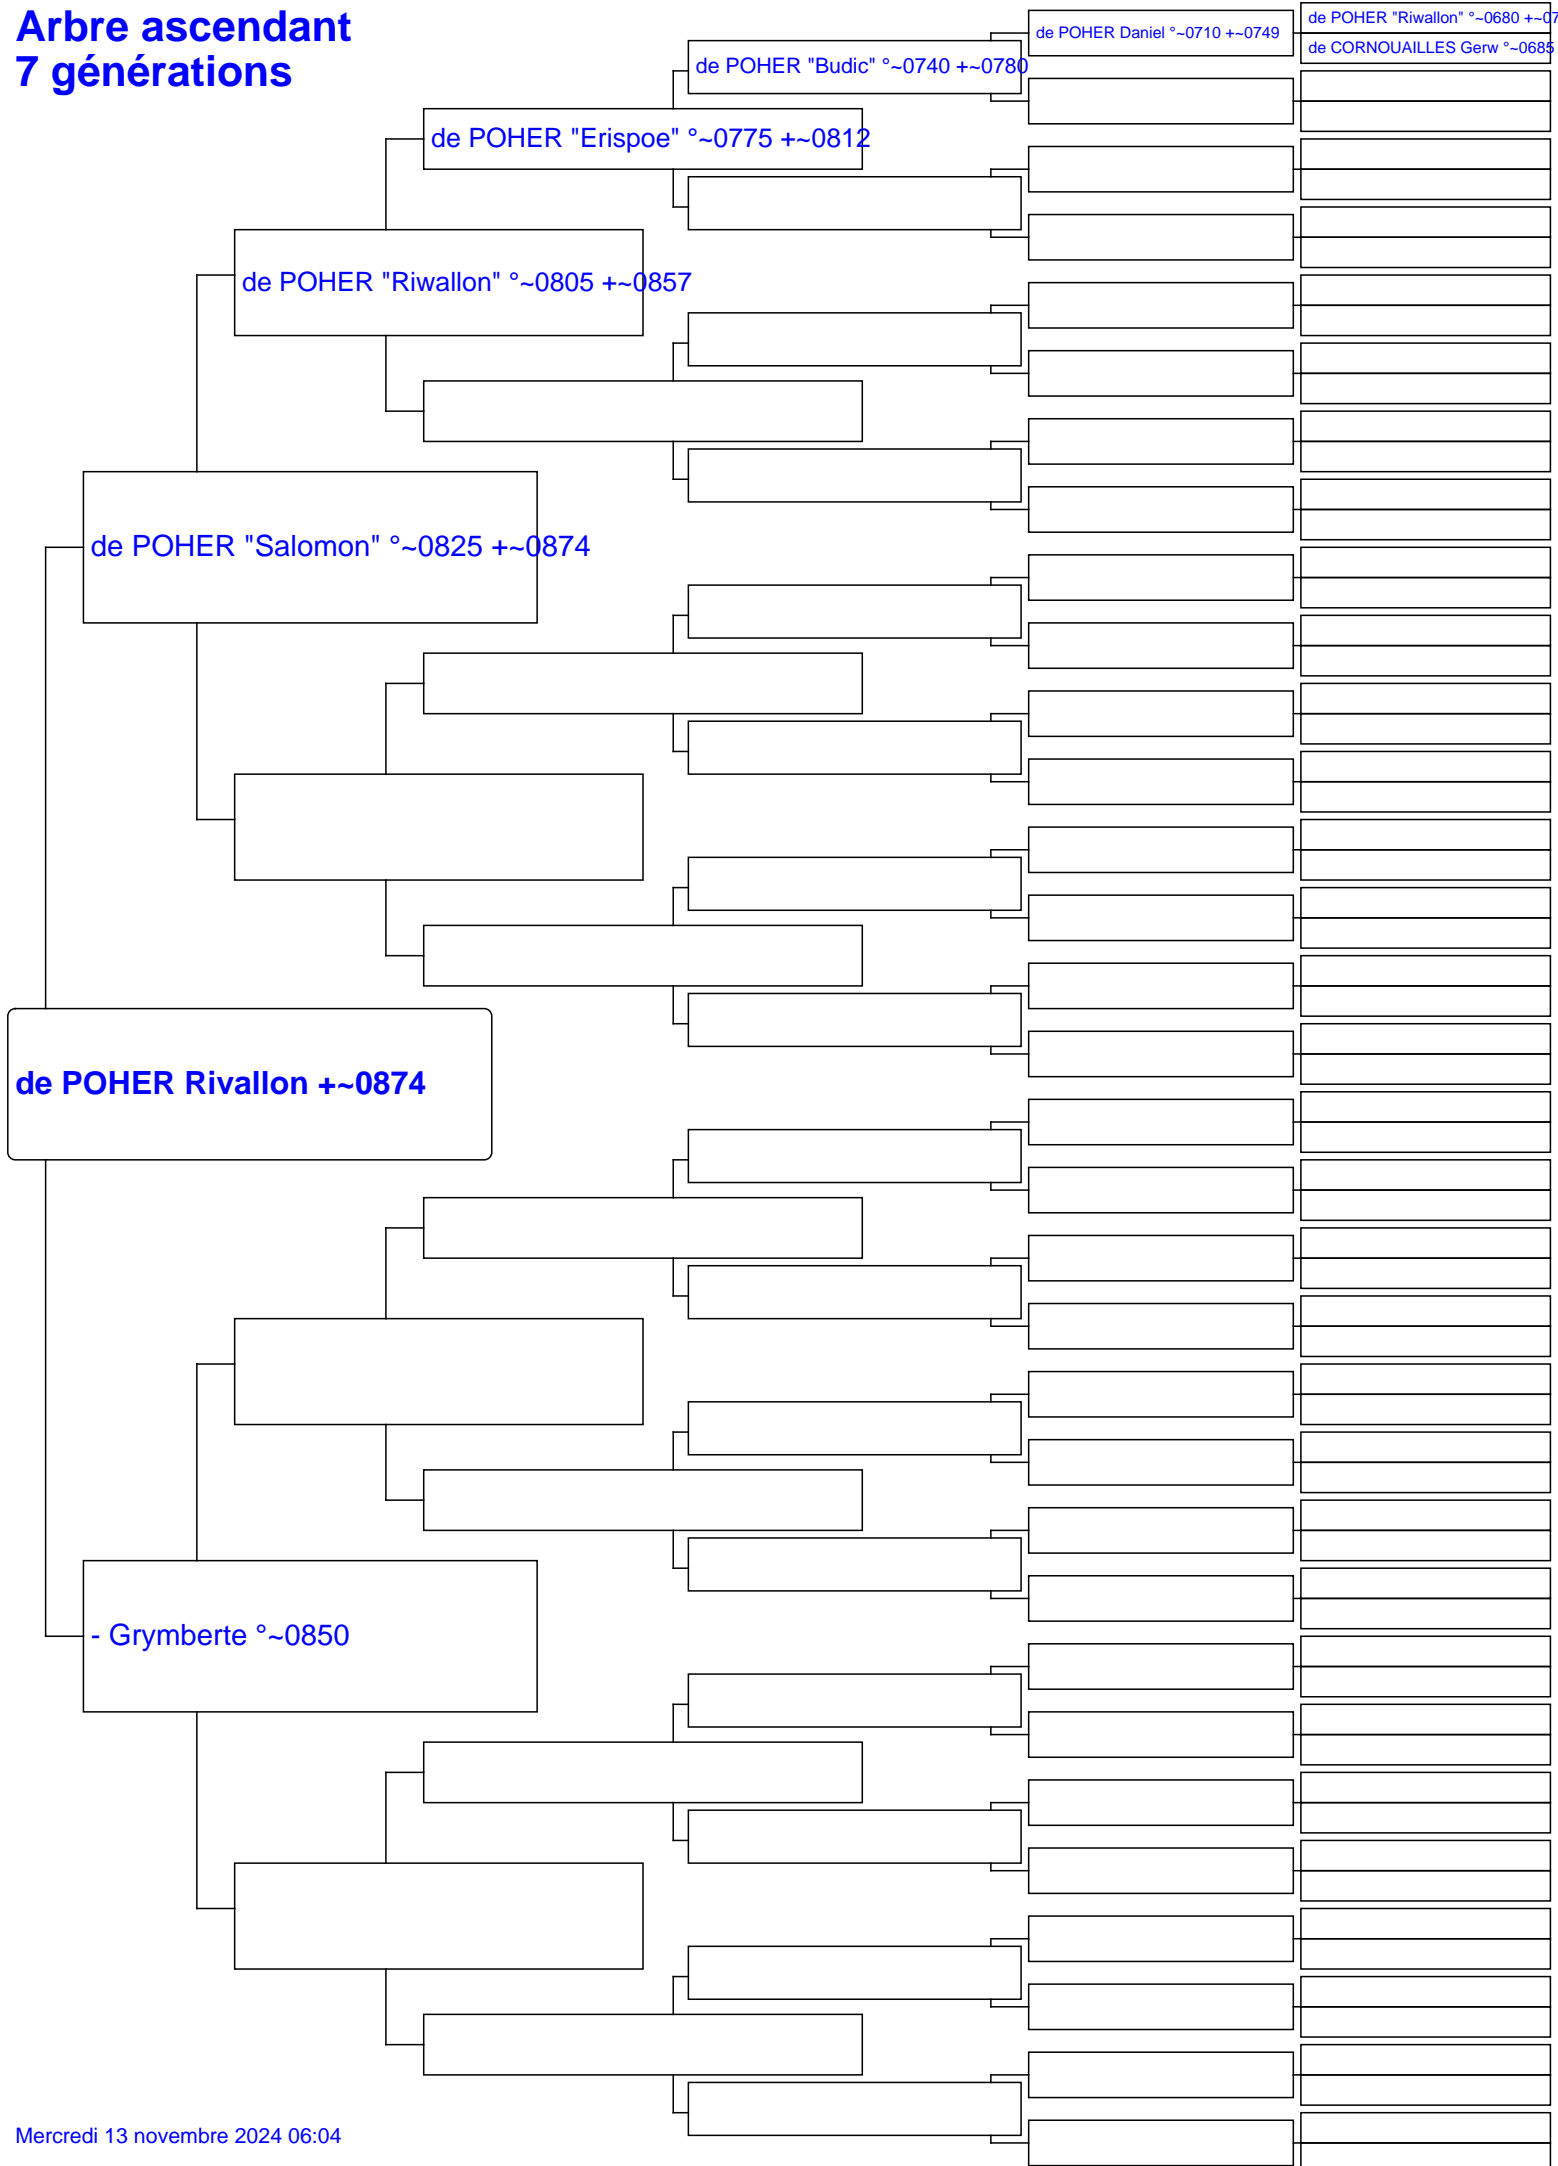 Arbre ascendant
7 générations
de POHER "Riwallon" °~0680 +~07
de POHER Daniel °~0710 +~0749
de CORNOUAILLES Gerw °~0685
de POHER "Budic" °~0740 +~0780
de POHER "Erispoe" °~0775 +~0812
de POHER "Riwallon" °~0805 +~0857
de POHER "Salomon" °~0825 +~0874
de POHER Rivallon +~0874
- Grymberte °~0850
Mercredi 13 novembre 2024 06:04